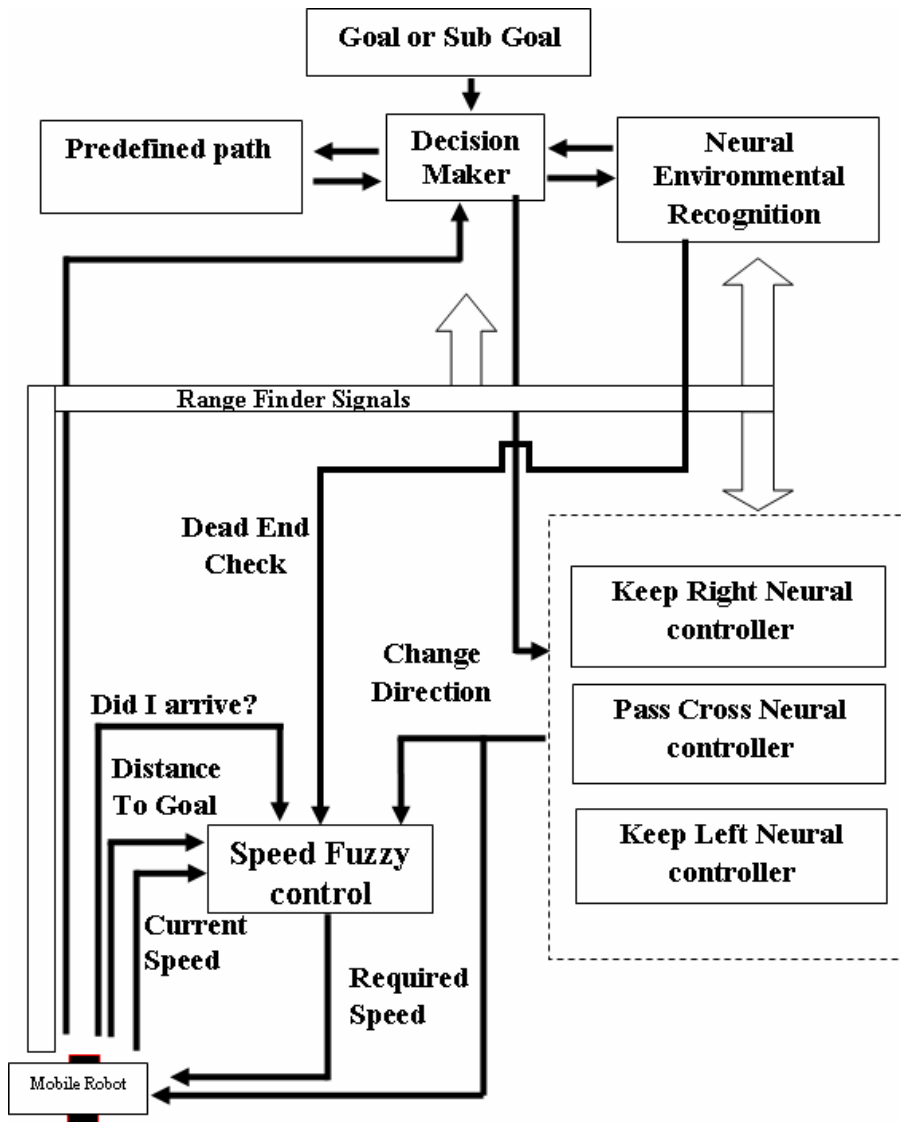 Goal or Sub Goal
Predefined path
Decision
Maker
Neural
Environmental
Recognition
Range Finder Signals
Dead End
Check
Keep Right Neural
controller
Change
Direction
Pass Cross Neural
controller
Did I arrive?
Distance
To Goal
Keep Left Neural
controller
Speed Fuzzy
control
Current
Speed
Required
Speed
Mobile Robot